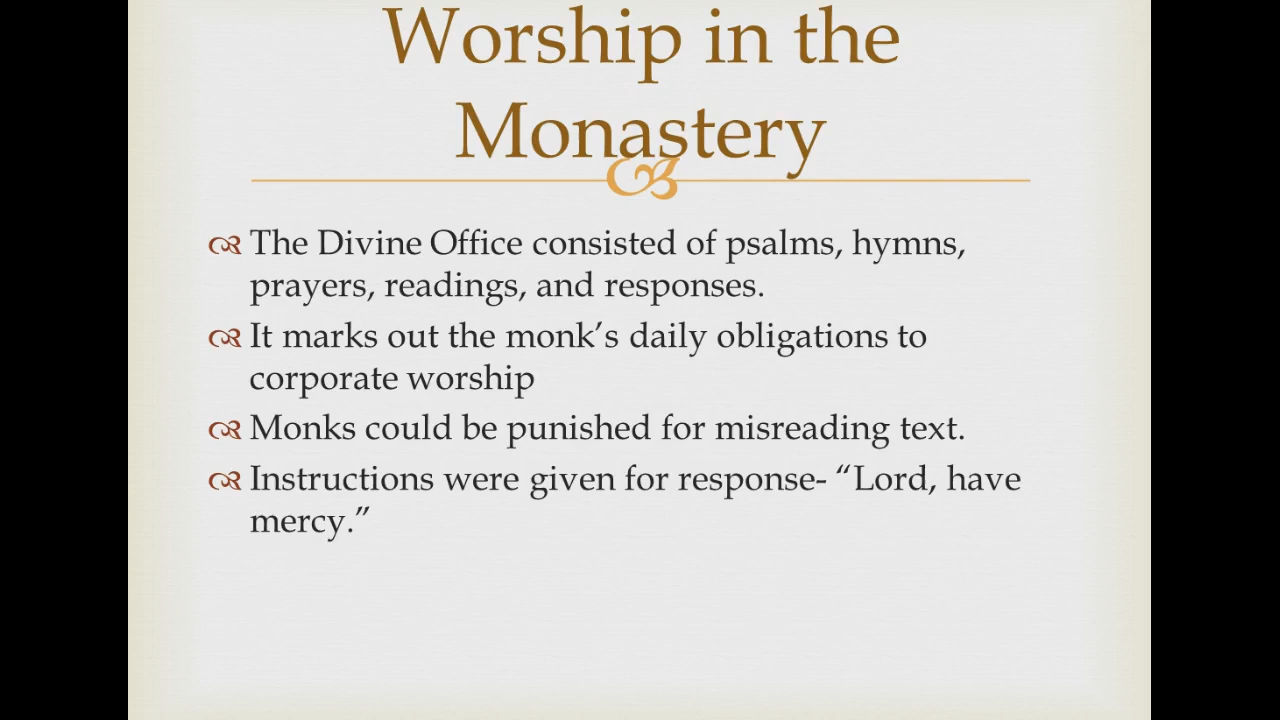 Worship in the
Monastery
The Divine Office consisted of psalms, hymns,
prayers, readings, and responses.
It marks out the monk’s daily obligations to
corporate worship
Monks could be punished for misreading text.
Instructions were given for response- “Lord, have
mercy.”